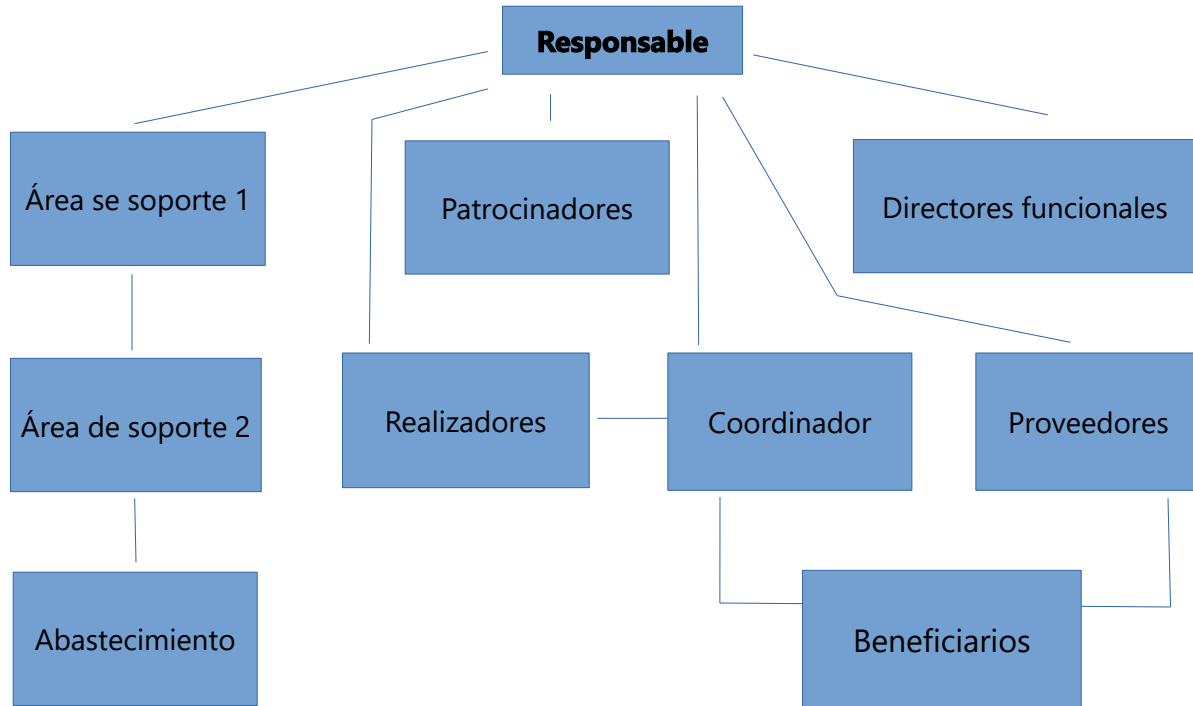 Responsable
Área se soporte 1
Patrocinadores
Directores funcionales
Área de soporte 2
Realizadores
Coordinador
Proveedores
Abastecimiento
Beneficiarios